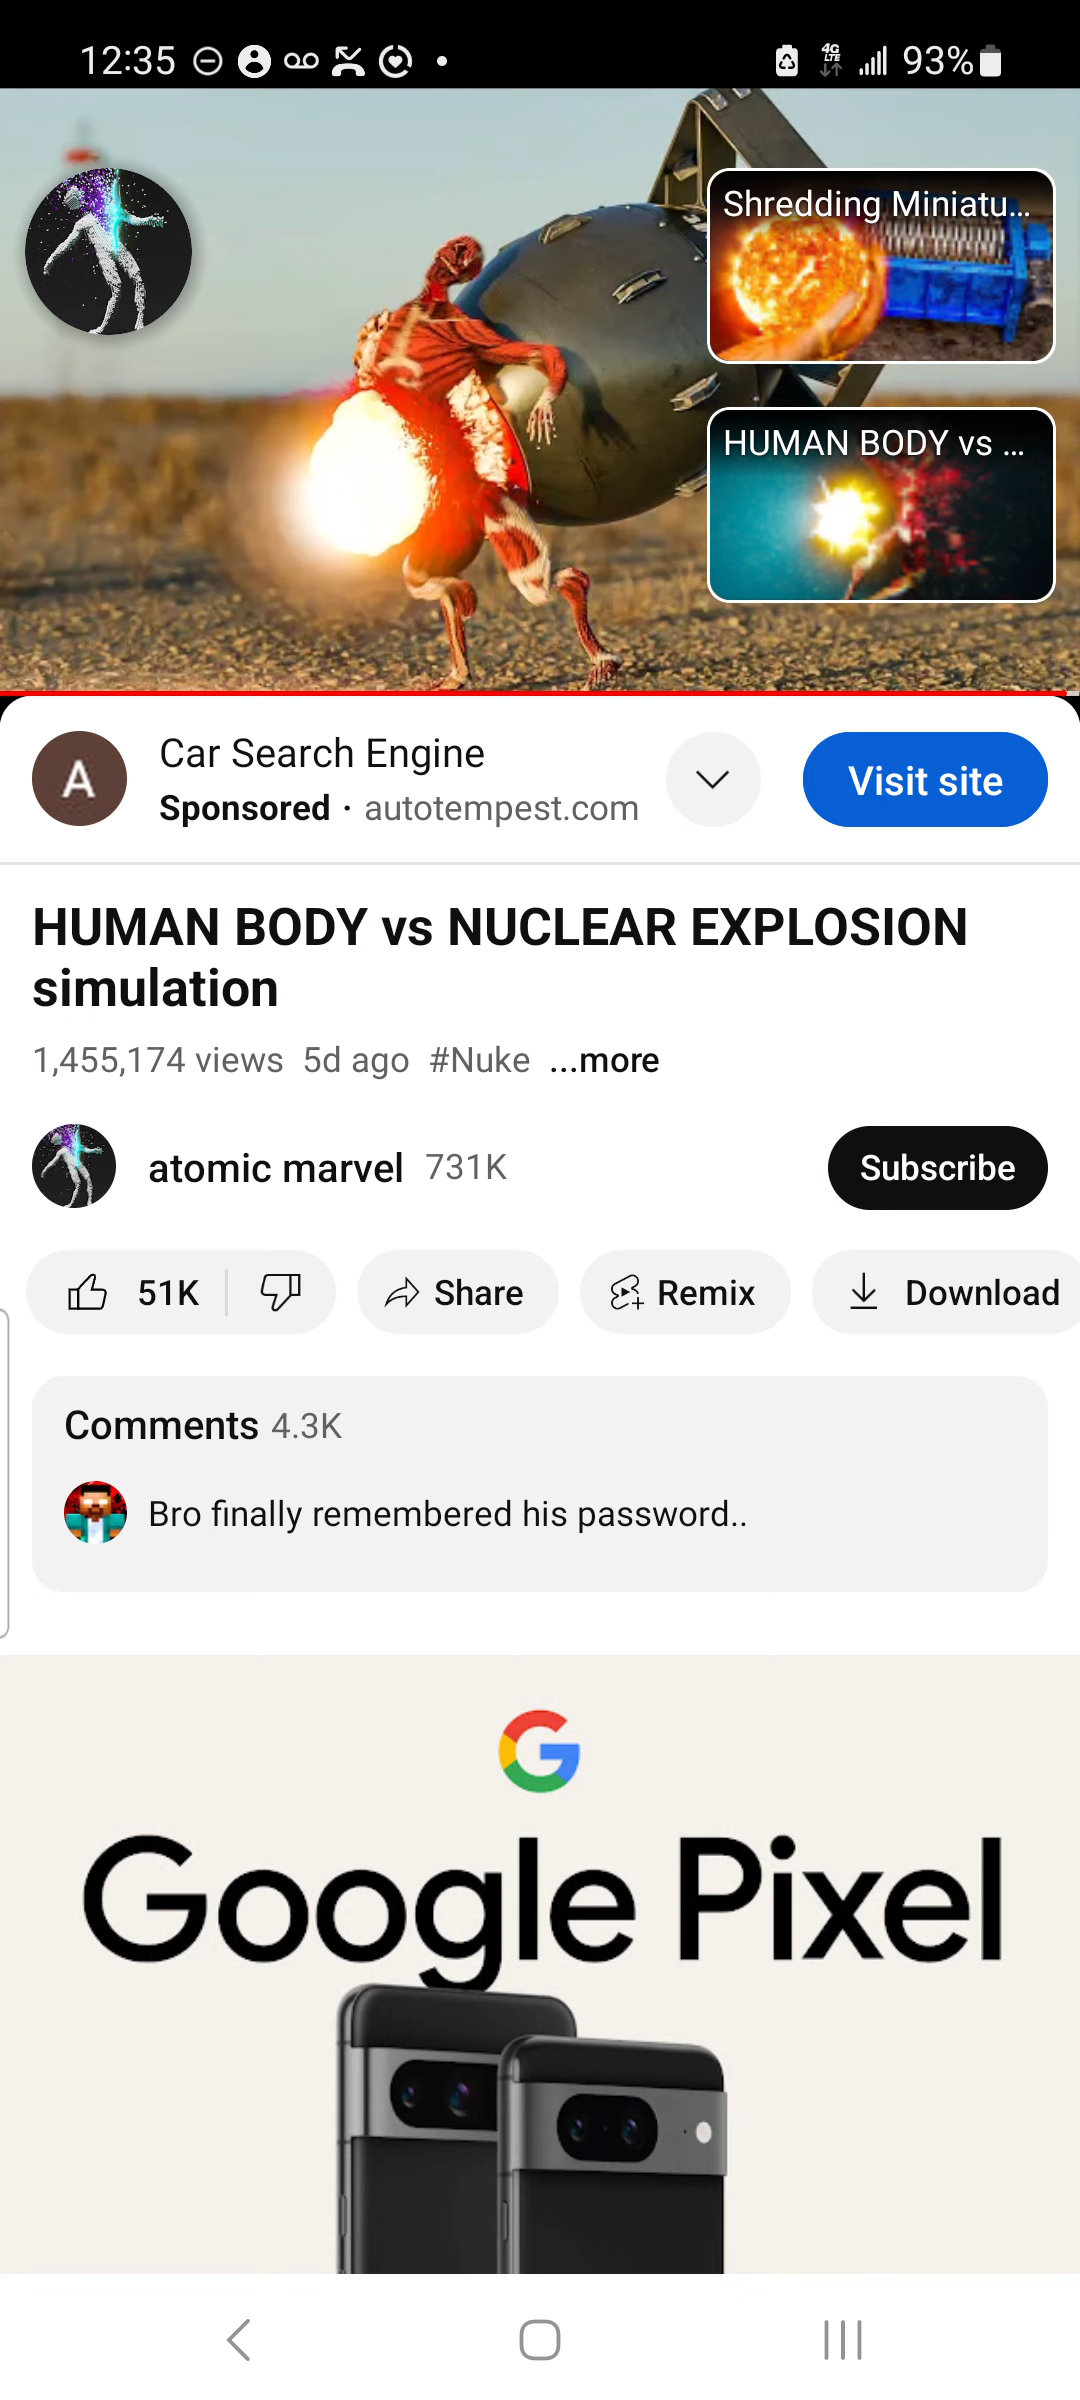 12:35
4G
LTE
93%
Shredding Miniatu...
HUMAN BODY vs ...
A
Car Search Engine
Sponsored · autotempest.com
Visit site
HUMAN BODY vs NUCLEAR EXPLOSION
simulation
1,455,174 views 5d ago #Nuke ...more
atomic marvel 731K
Subscribe
51K
Share
Remix
Download
Comments 4.3K
Bro finally remembered his password..
G
Google Pixel